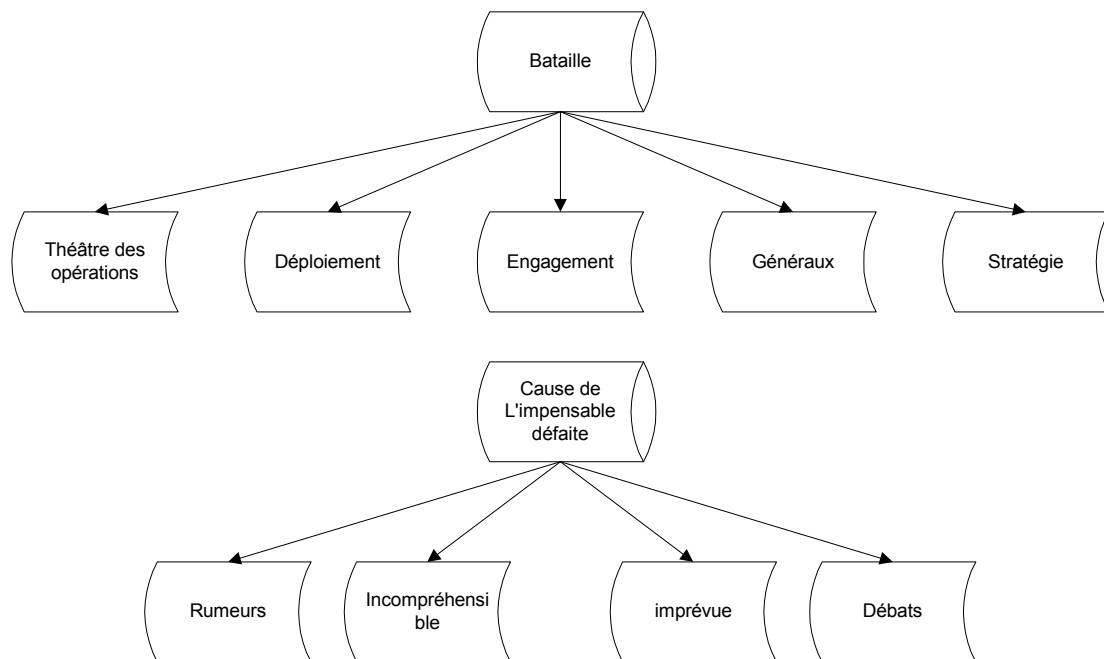 Bataille
Théâtre des
opérations
Déploiement
Engagement
Généraux
Stratégie
Cause de
L'impensable
défaite
Rumeurs
Incompréhensi
ble
imprévue
Débats